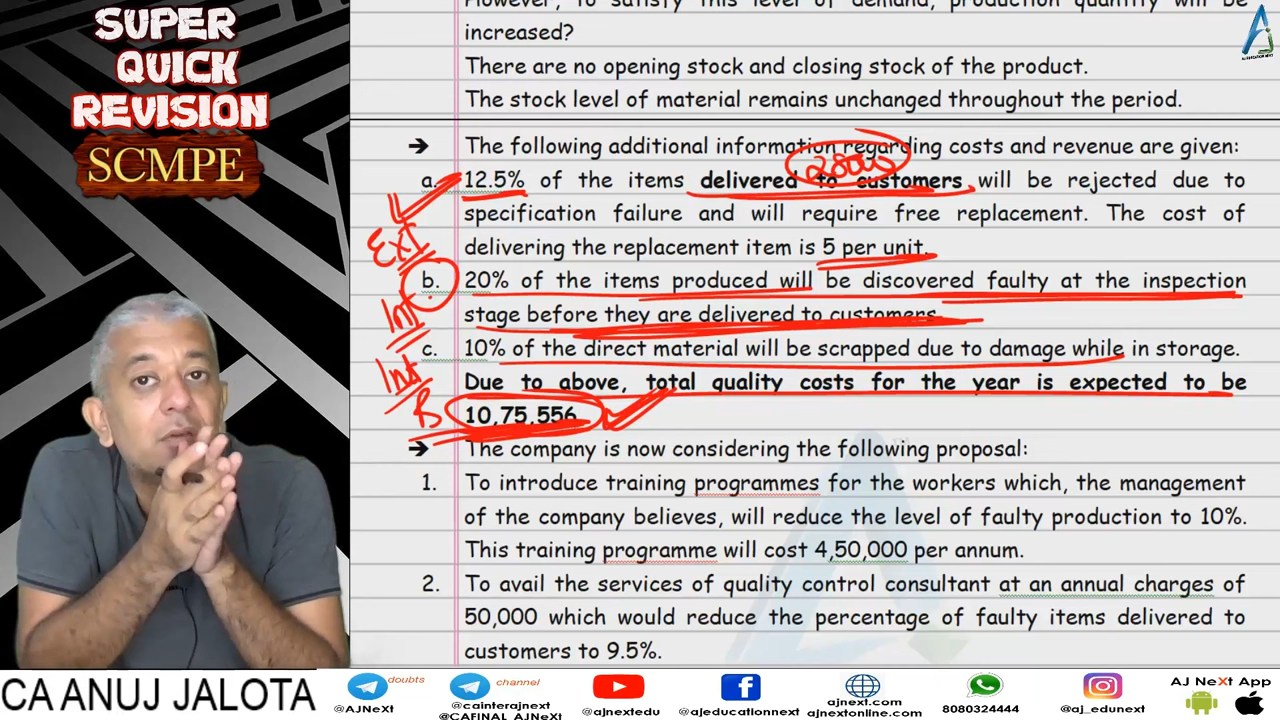 SUPER
QUICK
REVISION
SCMPE
However, to satisfy this level of demand, production quantity will be
increased?
There are no opening stock and closing stock of the product.
The stock level of material remains unchanged throughout the period.
→ The following additional information regarding costs and revenue are given:
a. 12.5% of the items delivered to customers will be rejected due to
specification failure and will require free replacement. The cost of
delivering the replacement item is 5 per unit.
Ext
b. 20% of the items produced will be discovered faulty at the inspection
stage before they are delivered to customers.
Int
c. 10% of the direct material will be scrapped due to damage while in storage.
Int
Due to above, total quality costs for the year is expected to be
10,75,556
→ The company is now considering the following proposal:
1. To introduce training programmes for the workers which, the management
of the company believes, will reduce the level of faulty production to 10%.
This training programme will cost 4,50,000 per annum.
2. To avail the services of quality control consultant at an annual charges of
50,000 which would reduce the percentage of faulty items delivered to
customers to 9.5%.
CA ANUJ JALOTA
doubts
@AJNeXt
channel
@cainterajnext
@CAFINAL_AJNeXt
@ajnextedu
@ajeducationnext
ajnext.com
ajnextonline.com
8080324444
@aj_edunext
AJ NeXt App